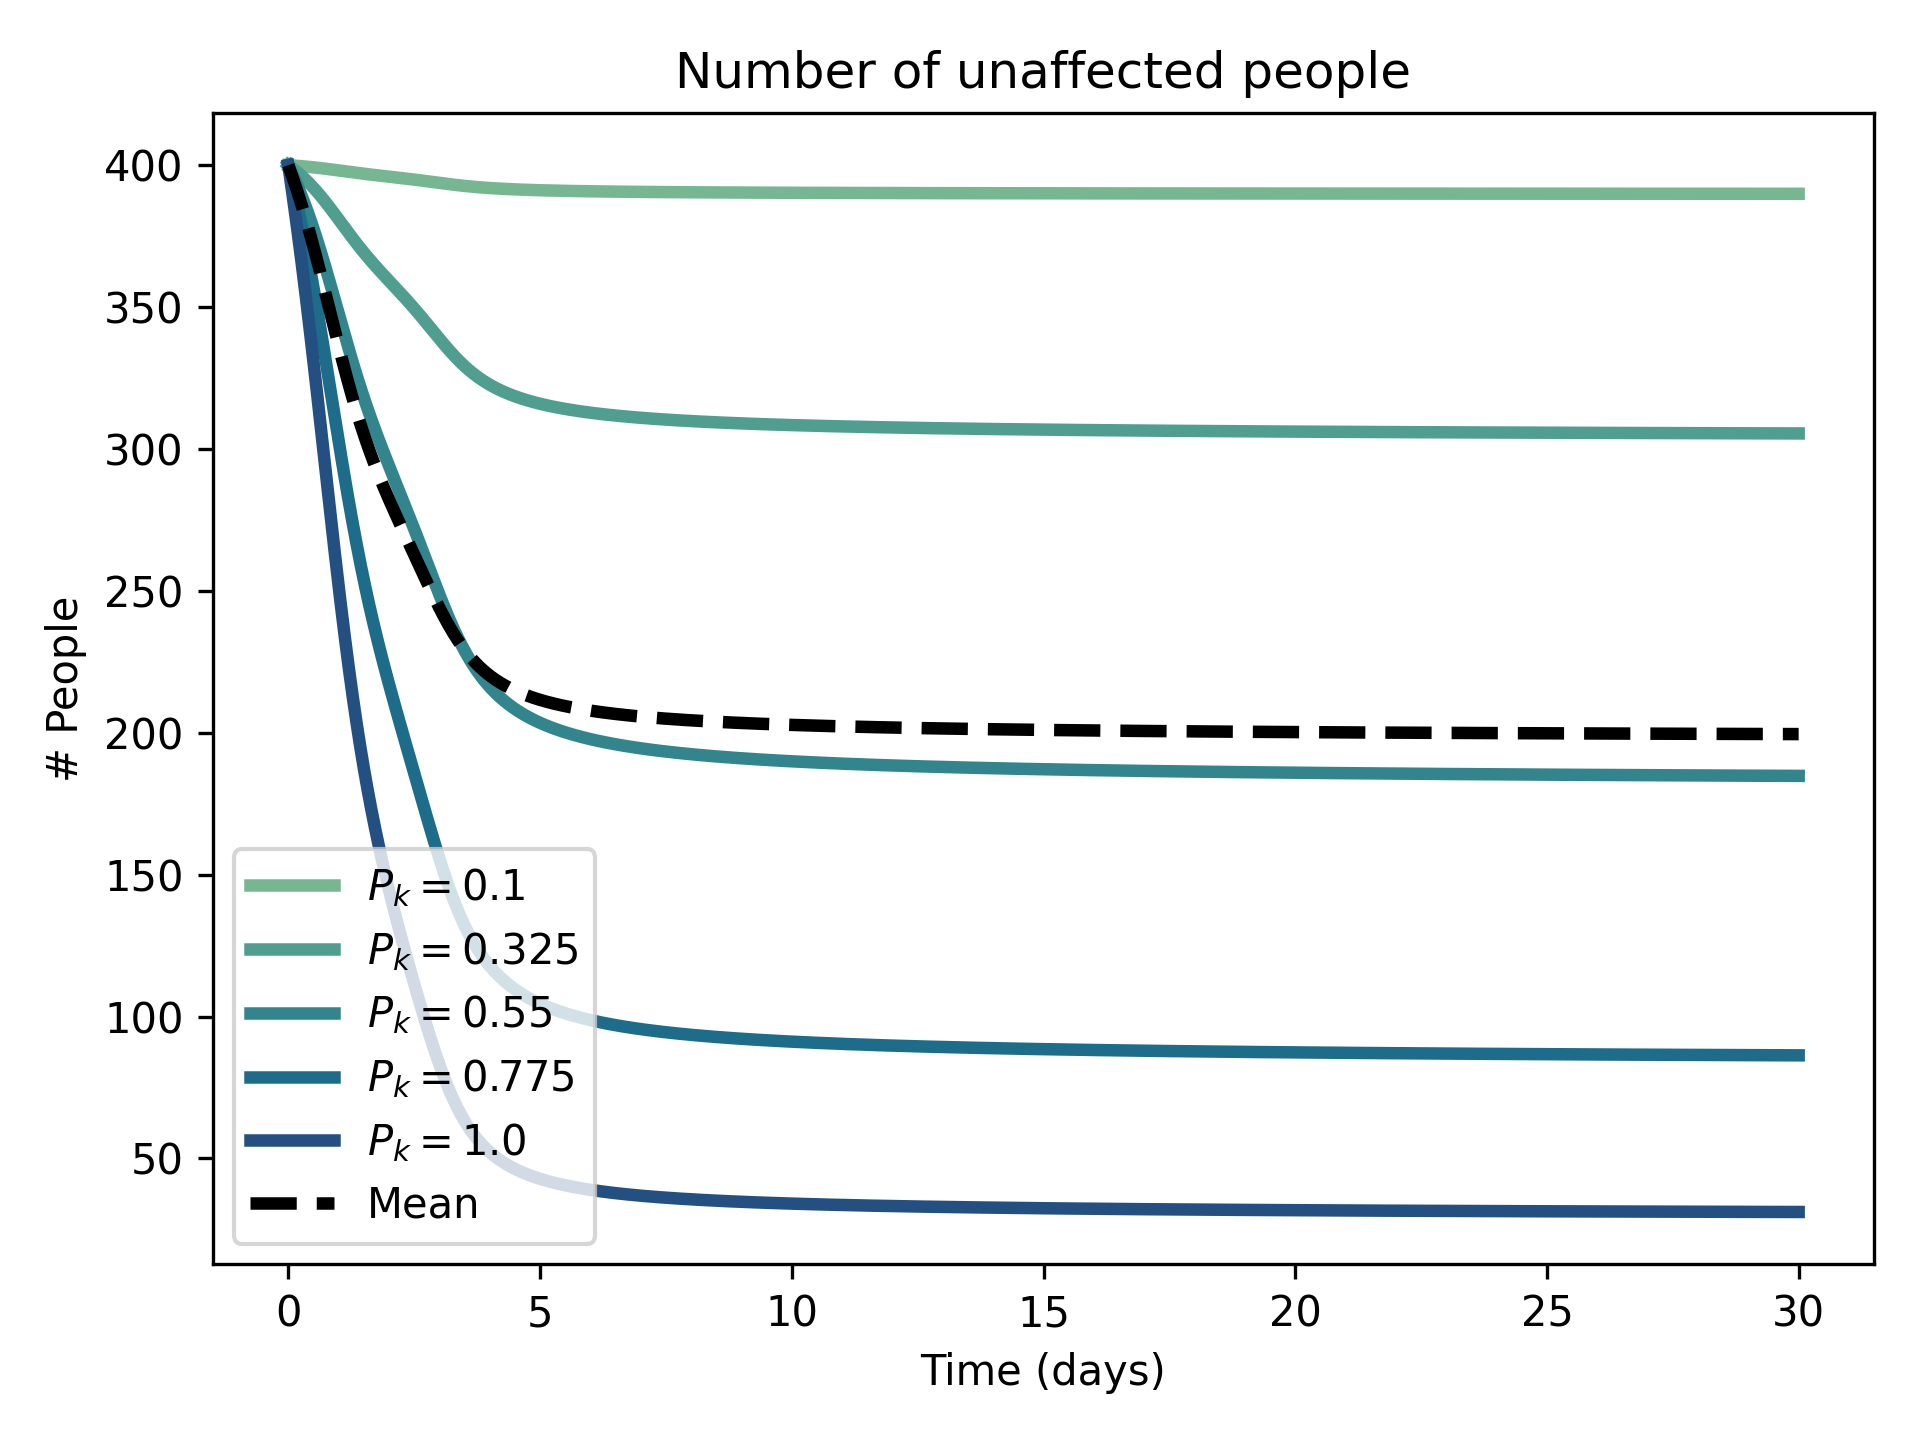 Number of unaffected people
# People
400
350
300
250
200
150
100
50
P_k = 0.1
P_k = 0.325
P_k = 0.55
P_k = 0.775
P_k = 1.0
Mean
0 5 10 15 20 25 30
Time (days)